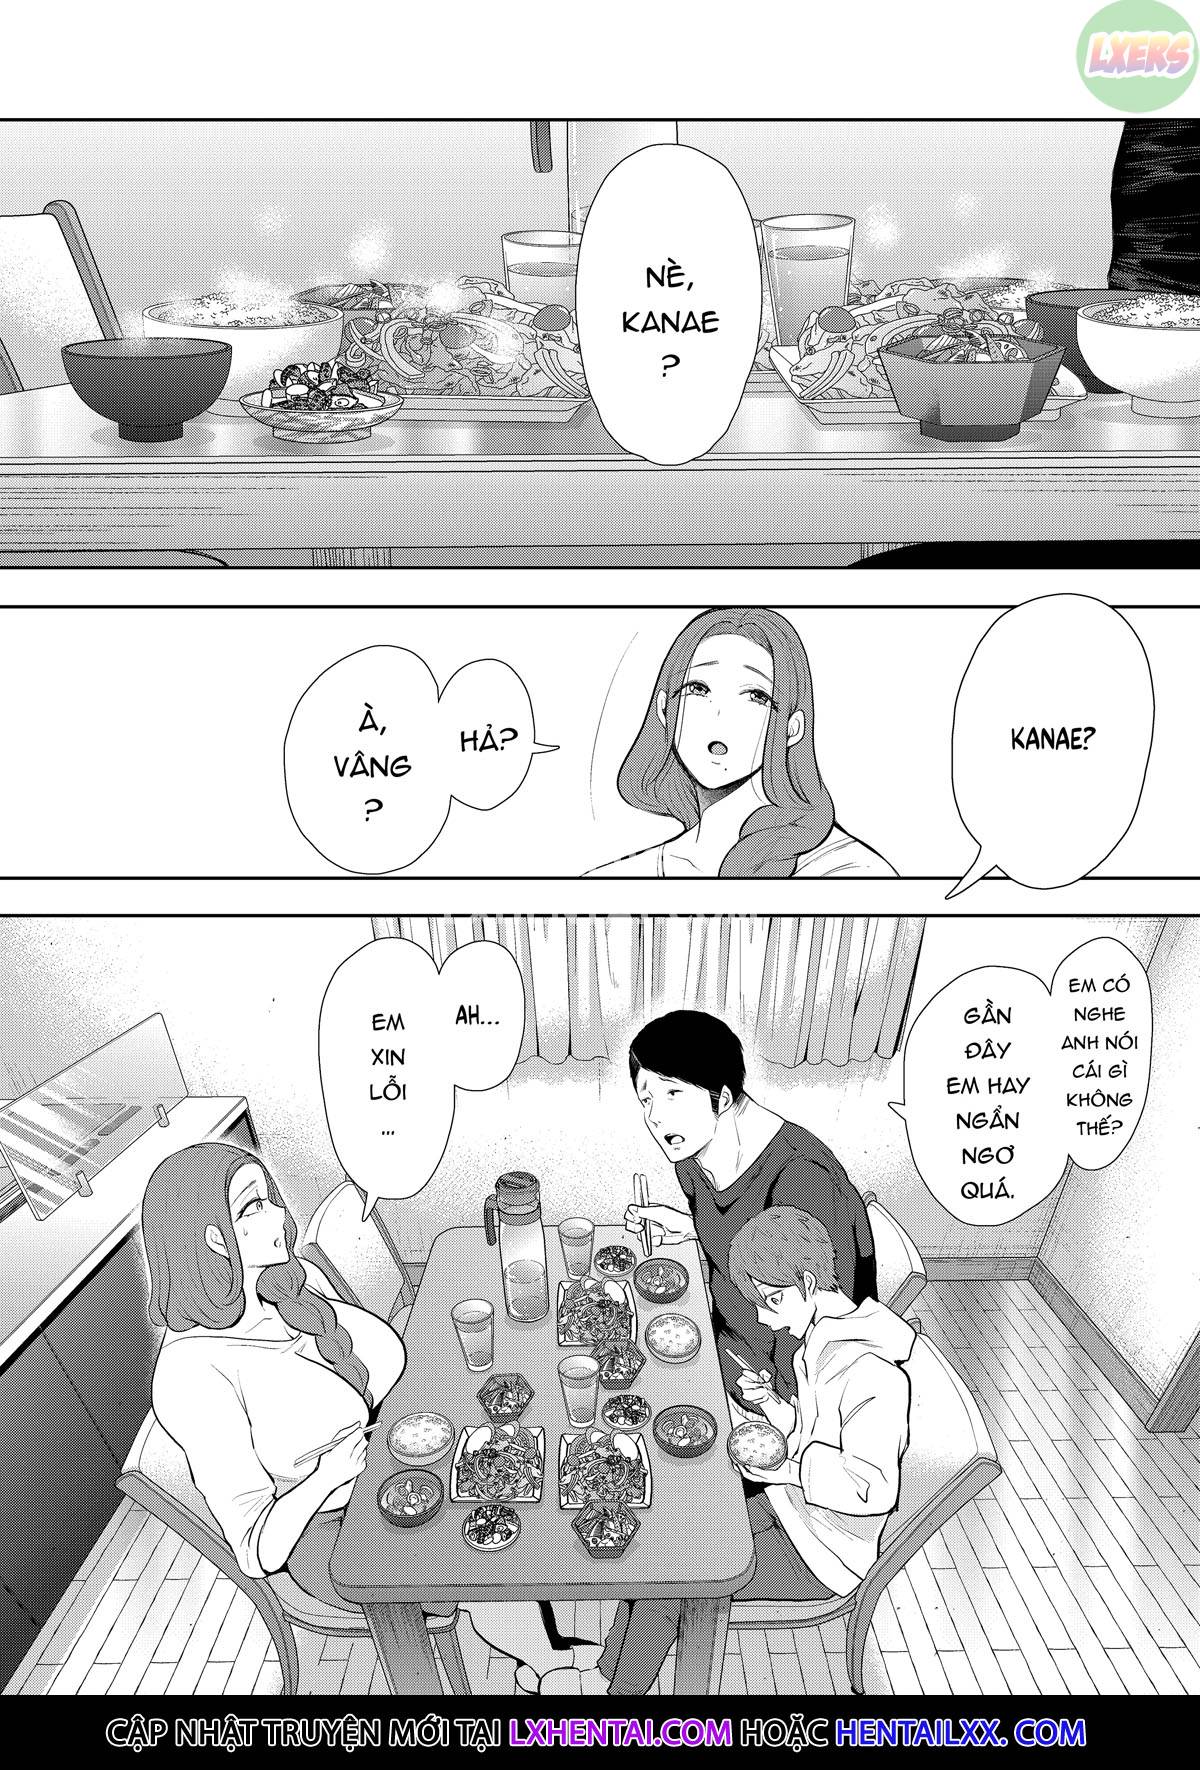 LXERS
NÈ,
KANAE
?
KANAE?
HẢ?
À,
VÂNG
?
EM CÓ
NGHE
ANH NÓI
CÁI GÌ
KHÔNG
THẾ?
GẦN
ĐÂY
EM HAY
NGẨN
NGƠ
QUÁ.
AH...
EM
XIN
LỖI
...
CẬP NHẬT TRUYỆN MỚI TẠI LXHENTAI.COM HOẶC HENTAILXX. COM